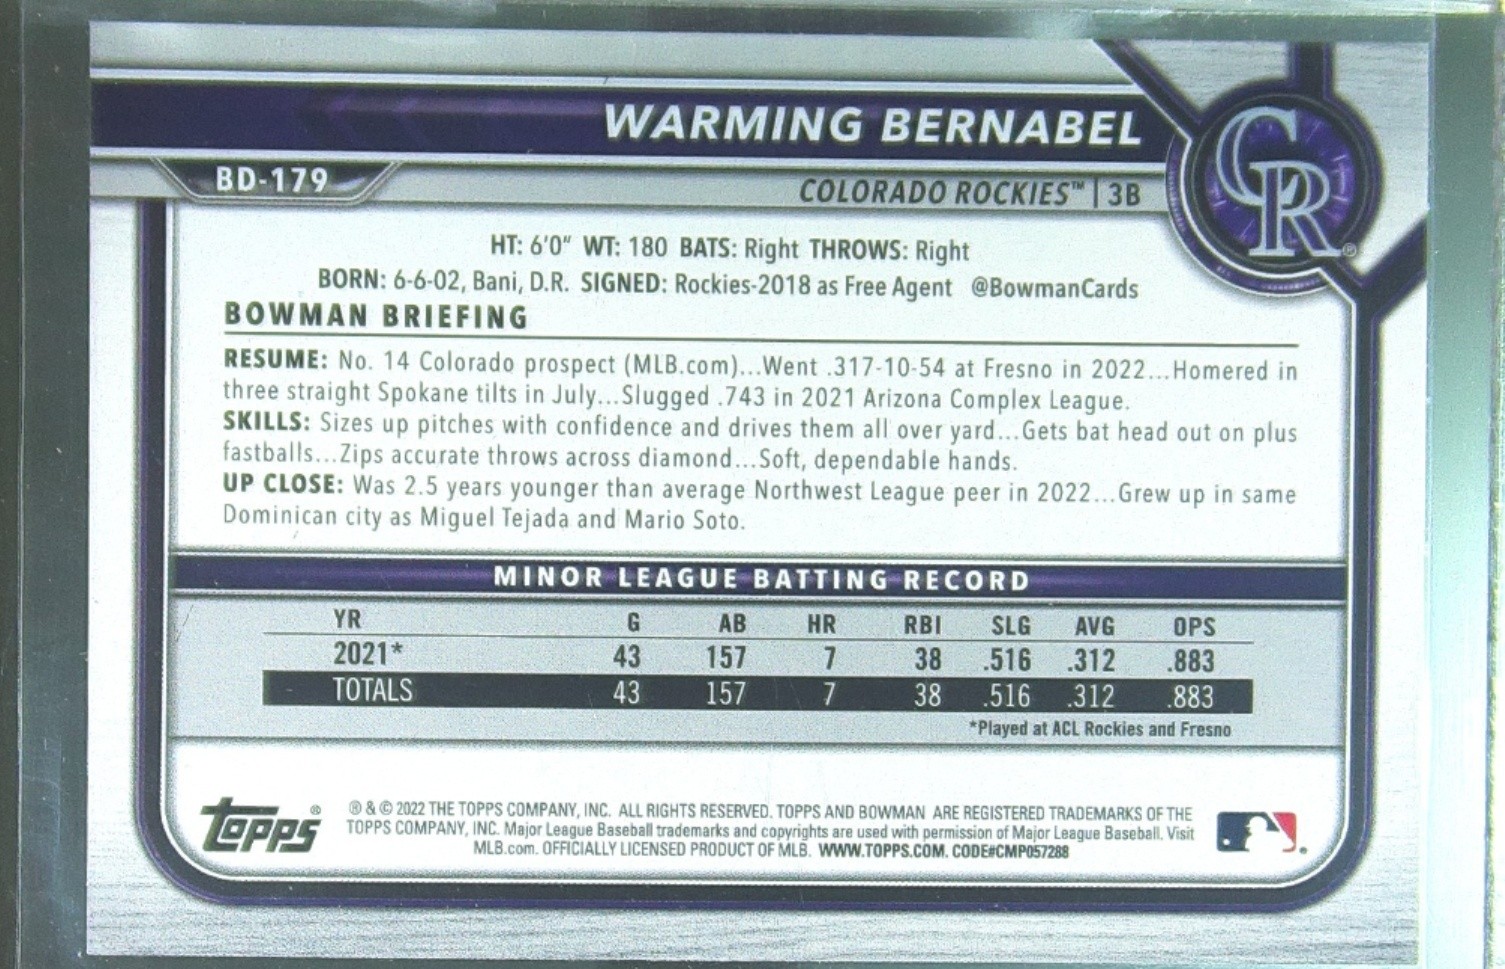 WARMING BERNABEL
BD-179
COLORADO ROCKIES™ | 3B
CR®
HT: 6'0" WT: 180 BATS: Right THROWS: Right
BORN: 6-6-02, Bani, D.R. SIGNED: Rockies-2018 as Free Agent @BowmanCards
BOWMAN BRIEFING
RESUME: No. 14 Colorado prospect (MLB.com)...Went .317-10-54 at Fresno in 2022...Homered in
three straight Spokane tilts in July...Slugged .743 in 2021 Arizona Complex League.
SKILLS: Sizes up pitches with confidence and drives them all over yard...Gets bat head out on plus
fastballs...Zips accurate throws across diamond...Soft, dependable hands.
UP CLOSE: Was 2.5 years younger than average Northwest League peer in 2022...Grew up in same
Dominican city as Miguel Tejada and Mario Soto.
MINOR LEAGUE BATTING RECORD
YR G AB HR RBI SLG AVG OPS
2021* 43 157 7 38 .516 .312 .883
TOTALS 43 157 7 38 .516 .312 .883
*Played at ACL Rockies and Fresno
Topps®
® & © 2022 THE TOPPS COMPANY, INC. ALL RIGHTS RESERVED. TOPPS AND BOWMAN ARE REGISTERED TRADEMARKS OF THE
TOPPS COMPANY, INC. Major League Baseball trademarks and copyrights are used with permission of Major League Baseball. Visit
MLB.com. OFFICIALLY LICENSED PRODUCT OF MLB. WWW.TOPPS.COM. CODE#CMP057288